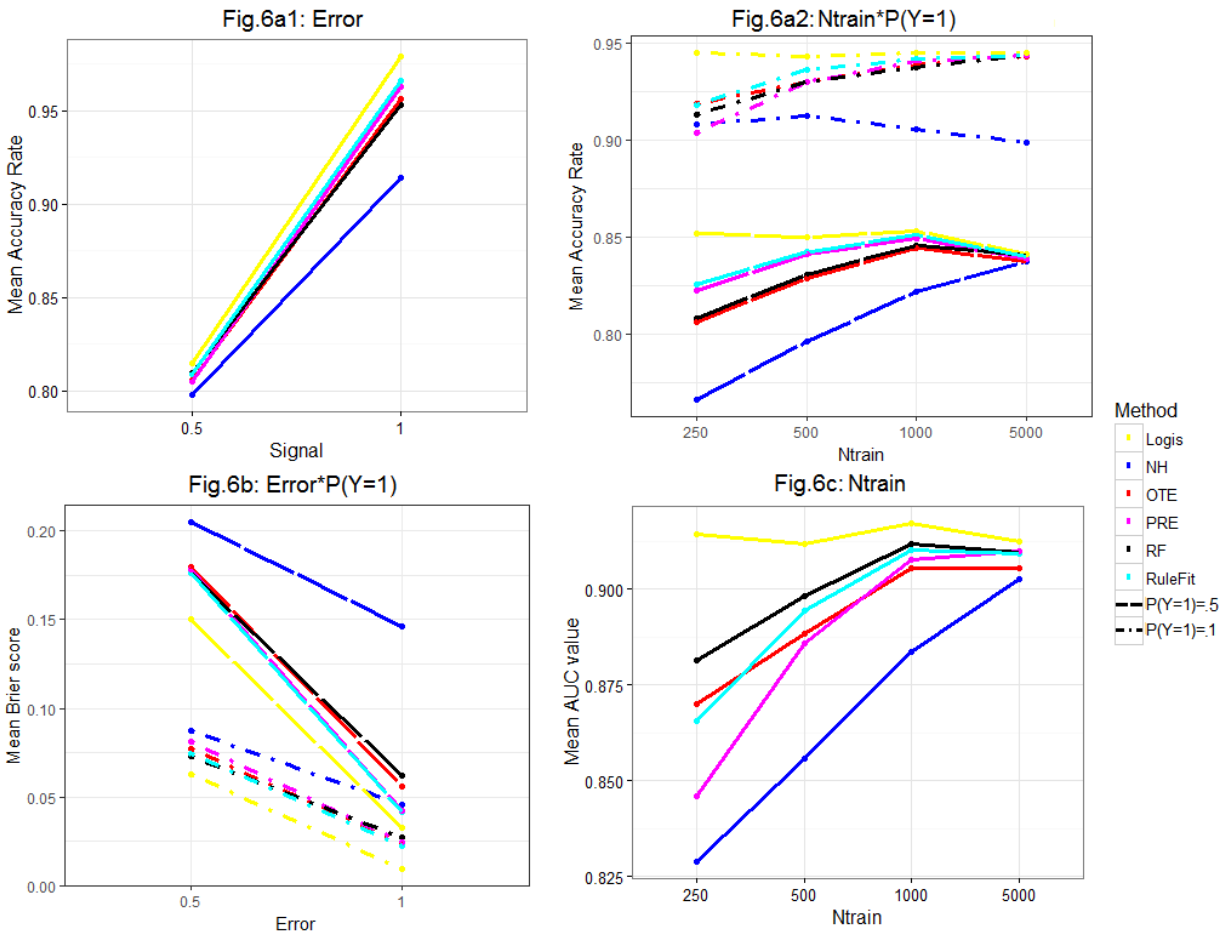 Fig.6a1: Error
Mean Accuracy Rate
0.95
0.90
0.85
0.80
0.5
1
Signal
Fig.6a2: Ntrain*P(Y=1)
Mean Accuracy Rate
0.95
0.90
0.85
0.80
250
500
1000
5000
Ntrain
Fig.6b: Error*P(Y=1)
Mean Brier score
0.20
0.15
0.10
0.05
0.00
0.5
1
Error
Fig.6c: Ntrain
Mean AUC value
0.900
0.875
0.850
0.825
250
500
1000
5000
Ntrain
Method
Logis
NH
OTE
PRE
RF
RuleFit
P(Y=1)=.5
P(Y=1)=.1